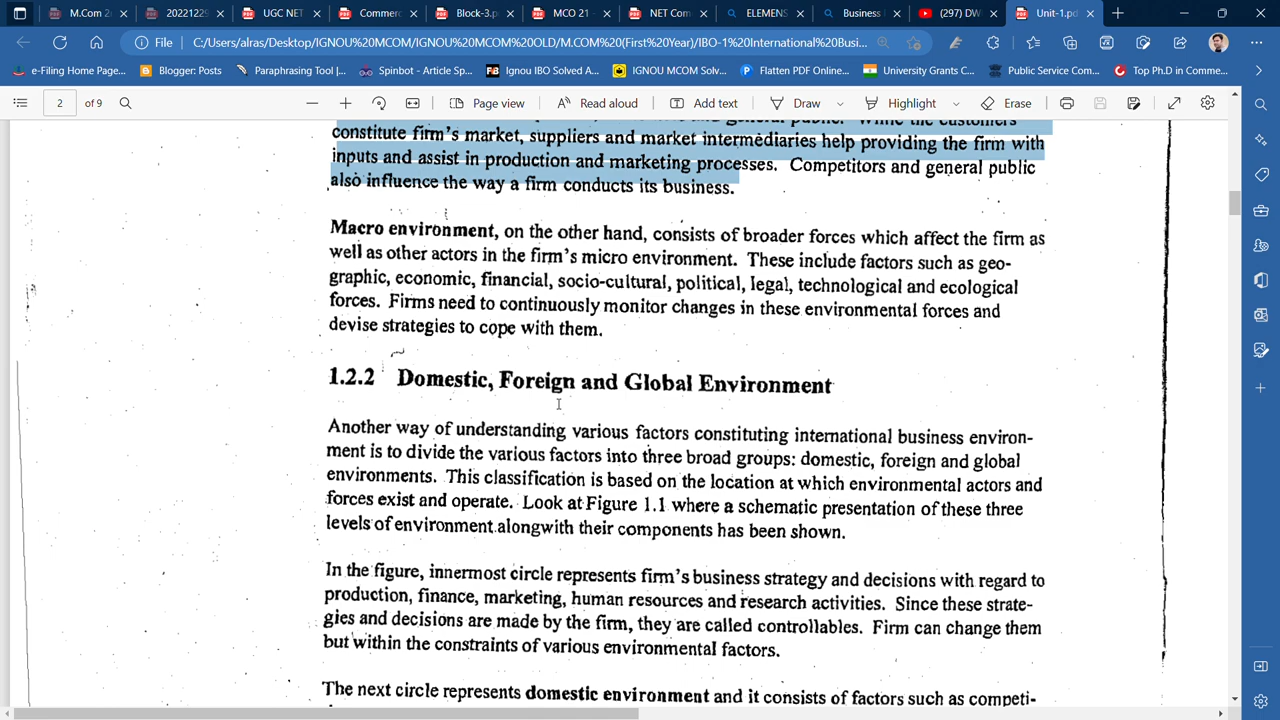 M.Com 2
20221229
UGC NET
Commer
Block-3.p
MCO 21
NET Com
ELEMENS
Business
(297) DW
Unit-1.pd
File
C:/Users/alras/Desktop/IGNOU%20MCOM/IGNOU%20MCOM%20OLD/M.COM%20(First%20Year)/IBO-1%20International%20Busi...
e-Filing Home Pag...
Blogger: Posts
Paraphrasing Tool |...
Spinbot - Article Sp...
Ignou IBO Solved A...
IGNOU MCOM Solv...
Flatten PDF Online...
University Grants C...
Public Service Com...
Top Ph.D in Comme...
2 of 9
Page view
Read aloud
Add text
Draw
Highlight
Erase
constitute firm's market, suppliers and market intermediaries help providing the firm with
inputs and assist in production and marketing processes. Competitors and general public
also influence the way a firm conducts its business.
Macro environment, on the other hand, consists of broader forces which affect the firm as
well as other actors in the firm's micro environment. These include factors such as geo-
graphic, economic, financial, socio-cultural, political, legal, technological and ecological
forces. Firms need to continuously monitor changes in these environmental forces and
devise strategies to cope with them.
1.2.2 Domestic, Foreign and Global Environment
Another way of understanding various factors constituting international business environ-
ment is to divide the various factors into three broad groups: domestic, foreign and global
environments. This classification is based on the location at which environmental actors and
forces exist and operate. Look at Figure 1.1 where a schematic presentation of these three
levels of environment alongwith their components has been shown.
In the figure, innermost circle represents firm's business strategy and decisions with regard to
production, finance, marketing, human resources and research activities. Since these strate-
gies and decisions are made by the firm, they are called controllables. Firm can change them
but within the constraints of various environmental factors.
The next circle represents domestic environment and it consists of factors such as competi-